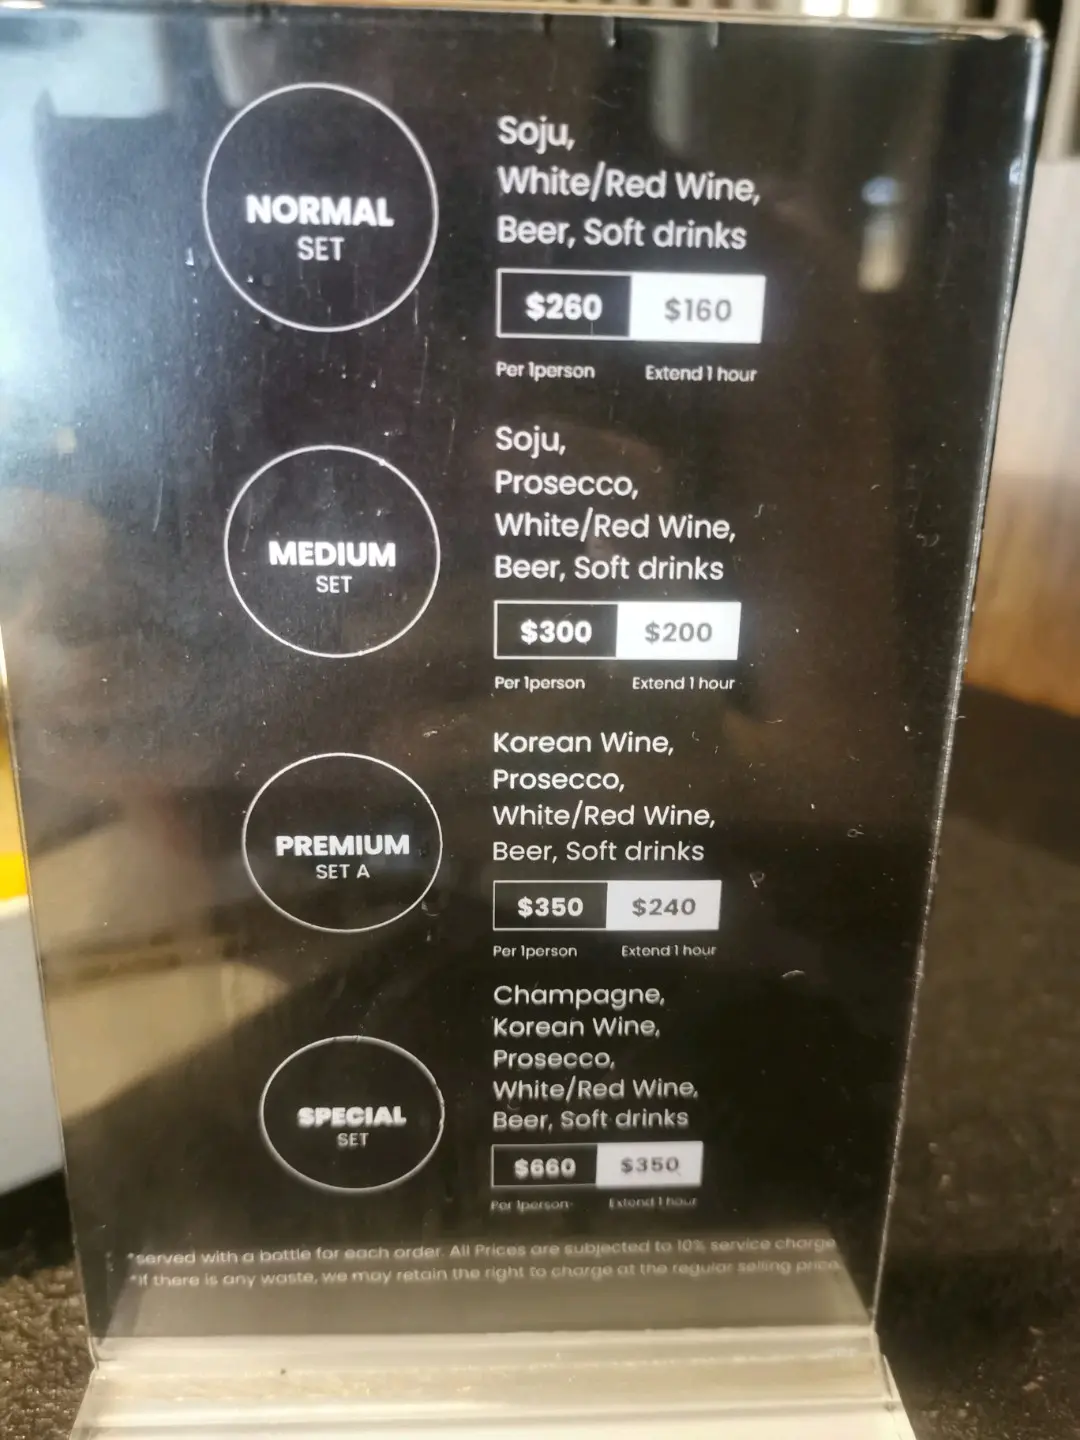 NORMAL
SET
Soju,
White/Red Wine,
Beer, Soft drinks
$260 $160
Per 1person Extend 1 hour
MEDIUM
SET
Soju,
Prosecco,
White/Red Wine,
Beer, Soft drinks
$300 $200
Per 1person Extend 1 hour
PREMIUM
SET A
Korean Wine,
Prosecco,
White/Red Wine,
Beer, Soft drinks
$350 $240
Per 1person Extend 1 hour
SPECIAL
SET
Champagne,
Korean Wine,
Prosecco,
White/Red Wine,
Beer, Soft drinks
$660 $350
Per 1person Extend 1 hour
*served with a bottle for each order. All Prices are subjected to 10% service charge.
*If there is any waste, we may retain the right to charge at the regular selling price.